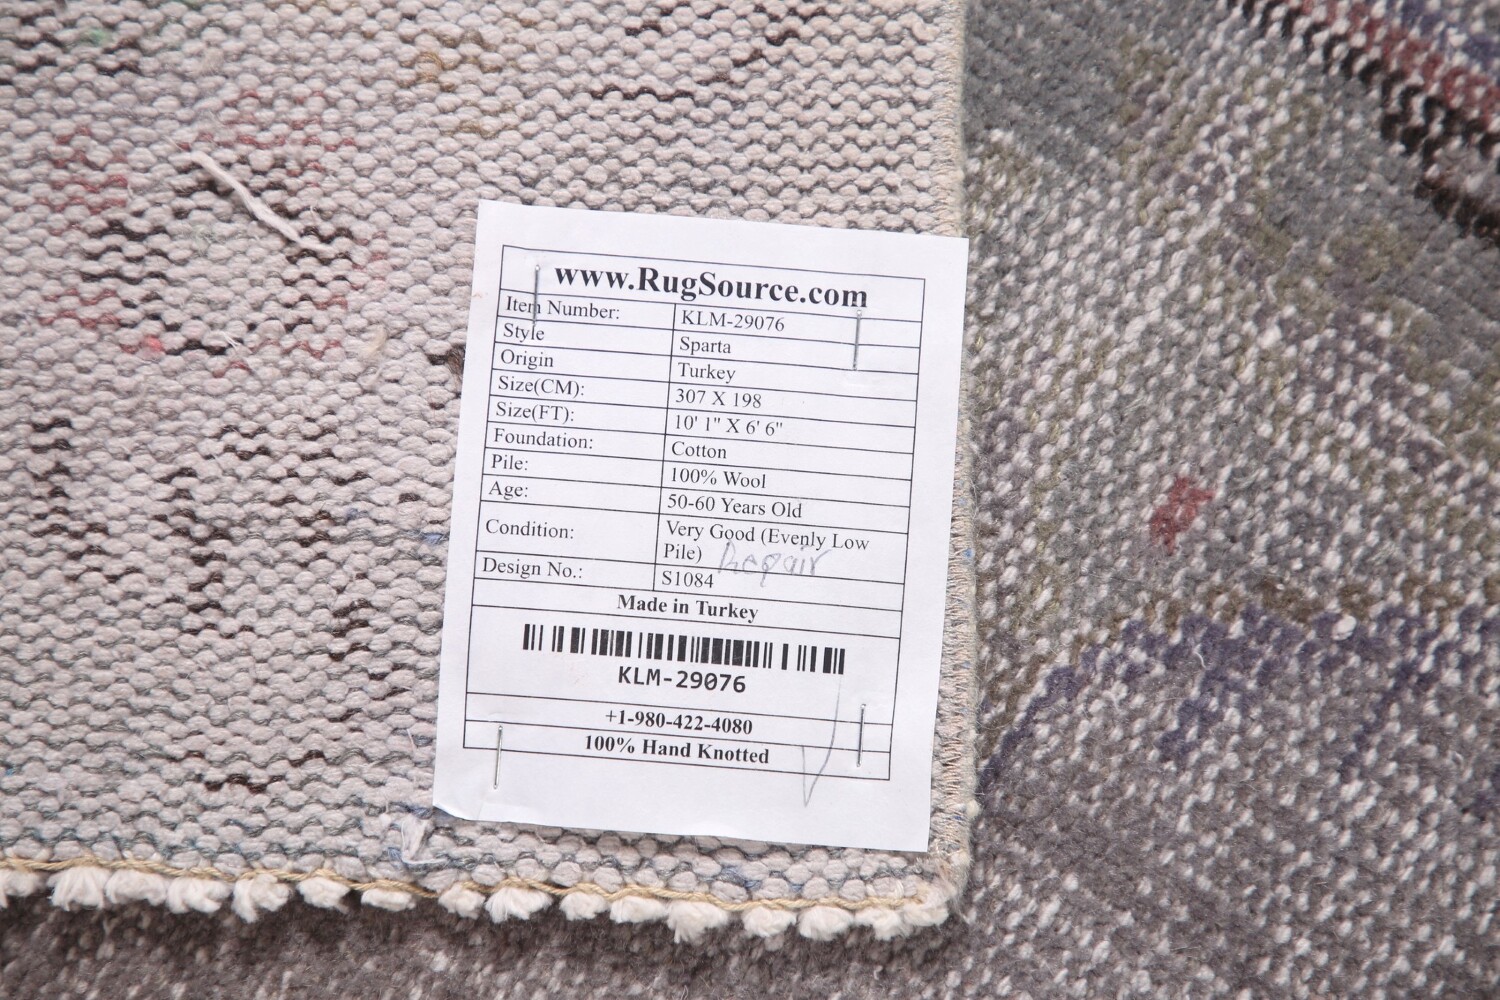 www.RugSource.com
Item Number: KLM-29076
Style Sparta
Origin Turkey
Size(CM): 307 X 198
Size(FT): 10' 1" X 6' 6"
Foundation: Cotton
Pile: 100% Wool
Age: 50-60 Years Old
Condition: Very Good (Evenly Low
Pile) Repair
Design No.: S1084
Made in Turkey
KLM-29076
+1-980-422-4080
100% Hand Knotted